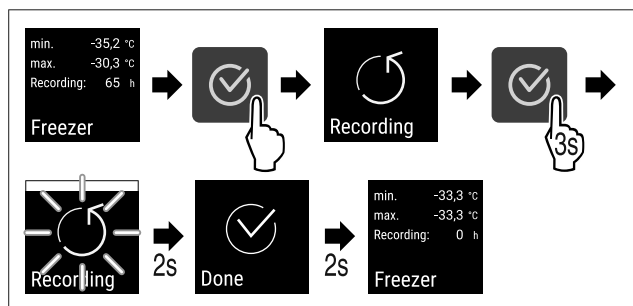 min. -35,2 °C
max. -30,3 °C
Recording: 65 h
Freezer
Recording
3s
Recording
2s
Done
2s
min. -33,3 °C
max. -33,3 °C
Recording: 0 h
Freezer